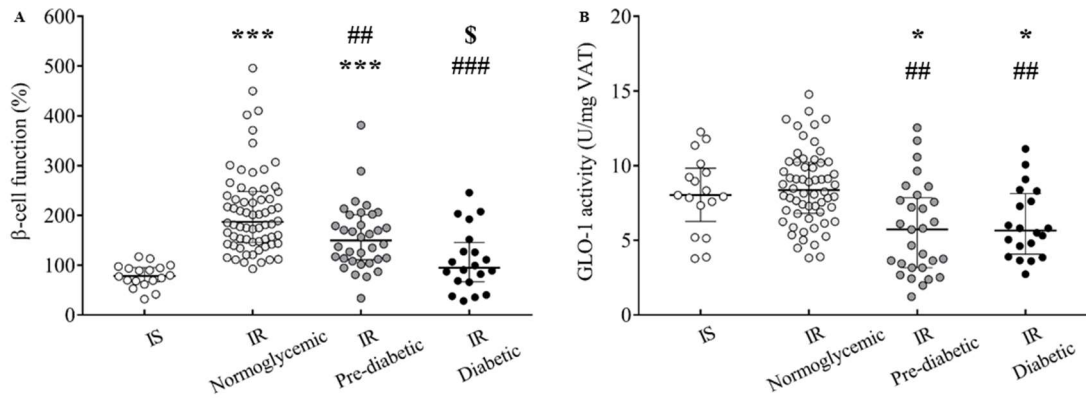 A
β-cell function (%)
600
500
400
300
200
100
0
***
##
***
$
###
IS
IR
Normoglycemic
IR
Pre-diabetic
IR
Diabetic
B
GLO-1 activity (U/mg VAT)
20
15
10
5
0
*
##
*
##
IS
IR
Normoglycemic
IR
Pre-diabetic
IR
Diabetic